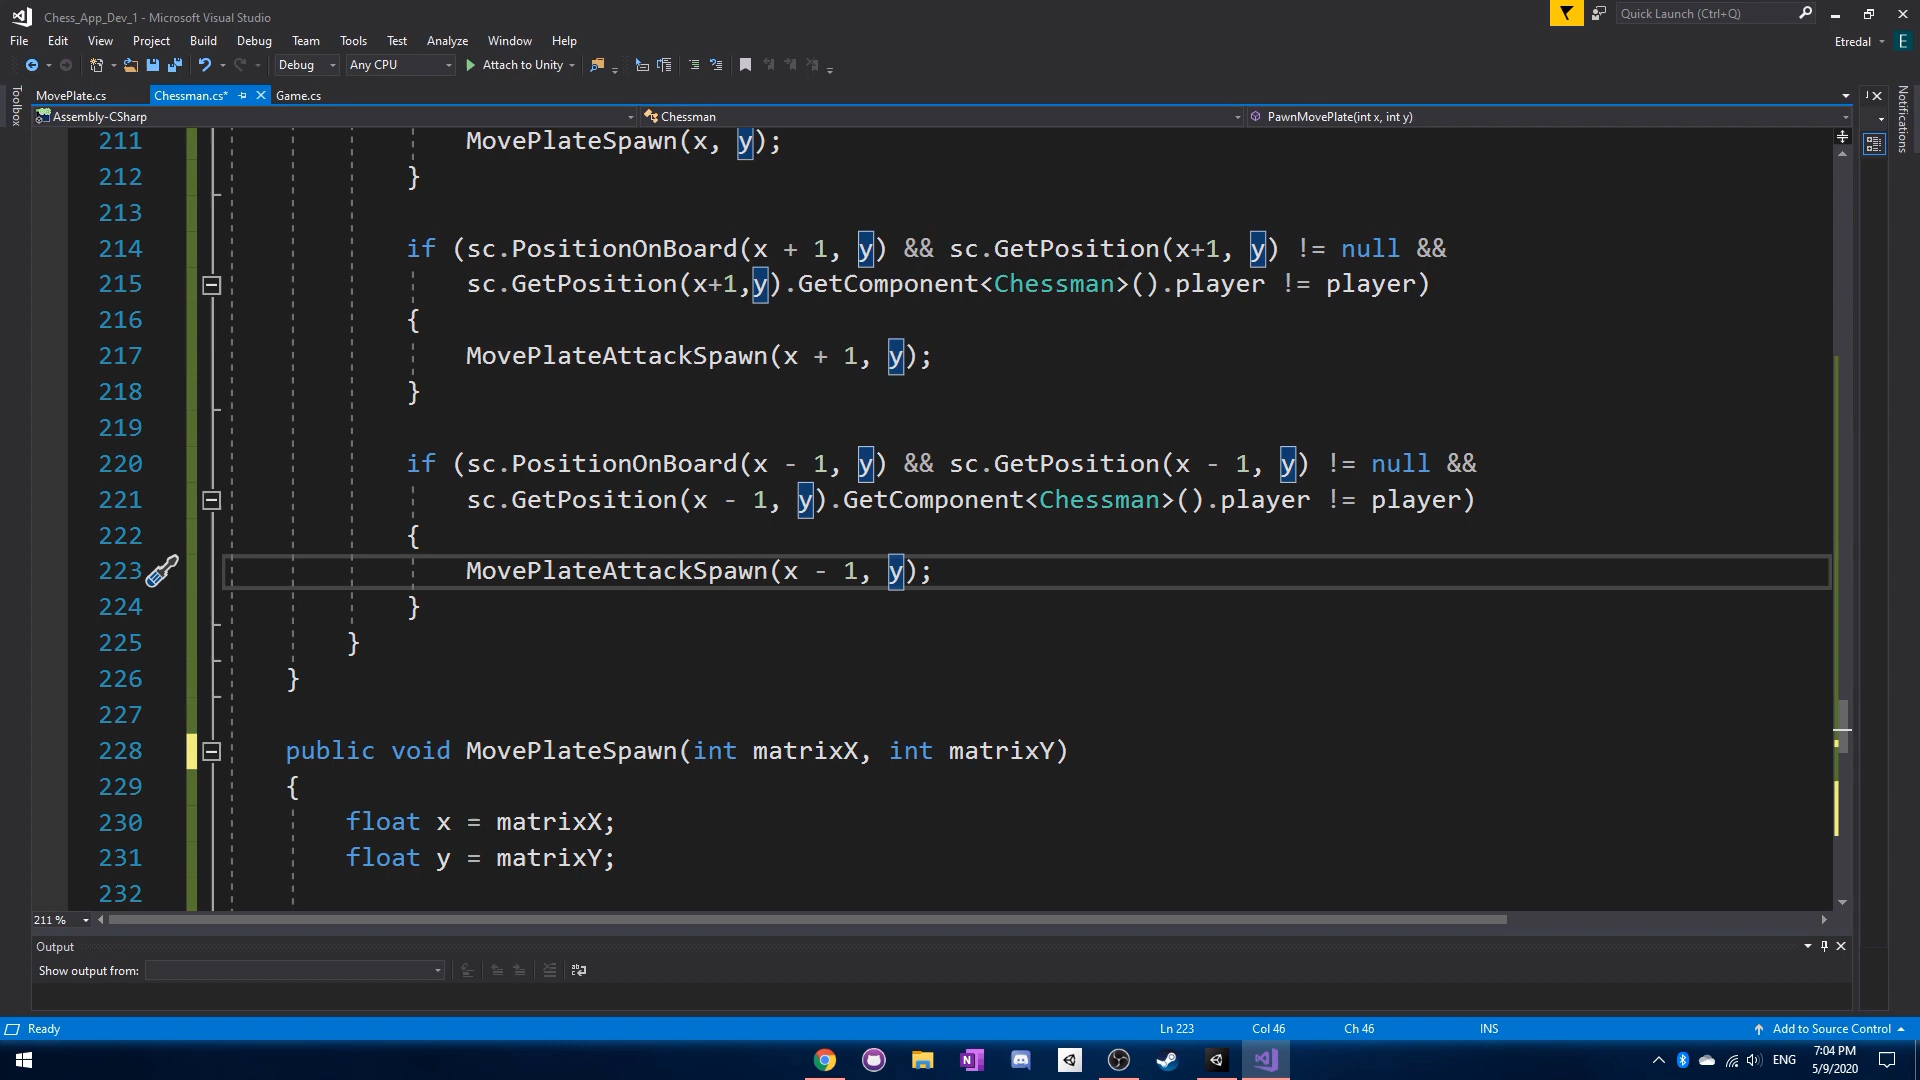 Chess_App_Dev_1 - Microsoft Visual Studio
Quick Launch (Ctrl+Q)
File Edit View Project Build Debug Team Tools Test Analyze Window Help
Etredal E
Debug Any CPU Attach to Unity
Toolbox
MovePlate.cs Chessman.cs* Game.cs
Notifications
Assembly-CSharp Chessman PawnMovePlate(int x, int y)
211 MovePlateSpawn(x, y);
212 }
213
214 if (sc.PositionOnBoard(x + 1, y) && sc.GetPosition(x+1, y) != null &&
215 sc.GetPosition(x+1,y).GetComponent<Chessman>().player != player)
216 {
217 MovePlateAttackSpawn(x + 1, y);
218 }
219
220 if (sc.PositionOnBoard(x - 1, y) && sc.GetPosition(x - 1, y) != null &&
221 sc.GetPosition(x - 1, y).GetComponent<Chessman>().player != player)
222 {
223 MovePlateAttackSpawn(x - 1, y);
224 }
225 }
226 }
227
228 public void MovePlateSpawn(int matrixX, int matrixY)
229 {
230 float x = matrixX;
231 float y = matrixY;
232
211 %
Output
Show output from:
Ready Ln 223 Col 46 Ch 46 INS Add to Source Control
ENG 7:04 PM
5/9/2020